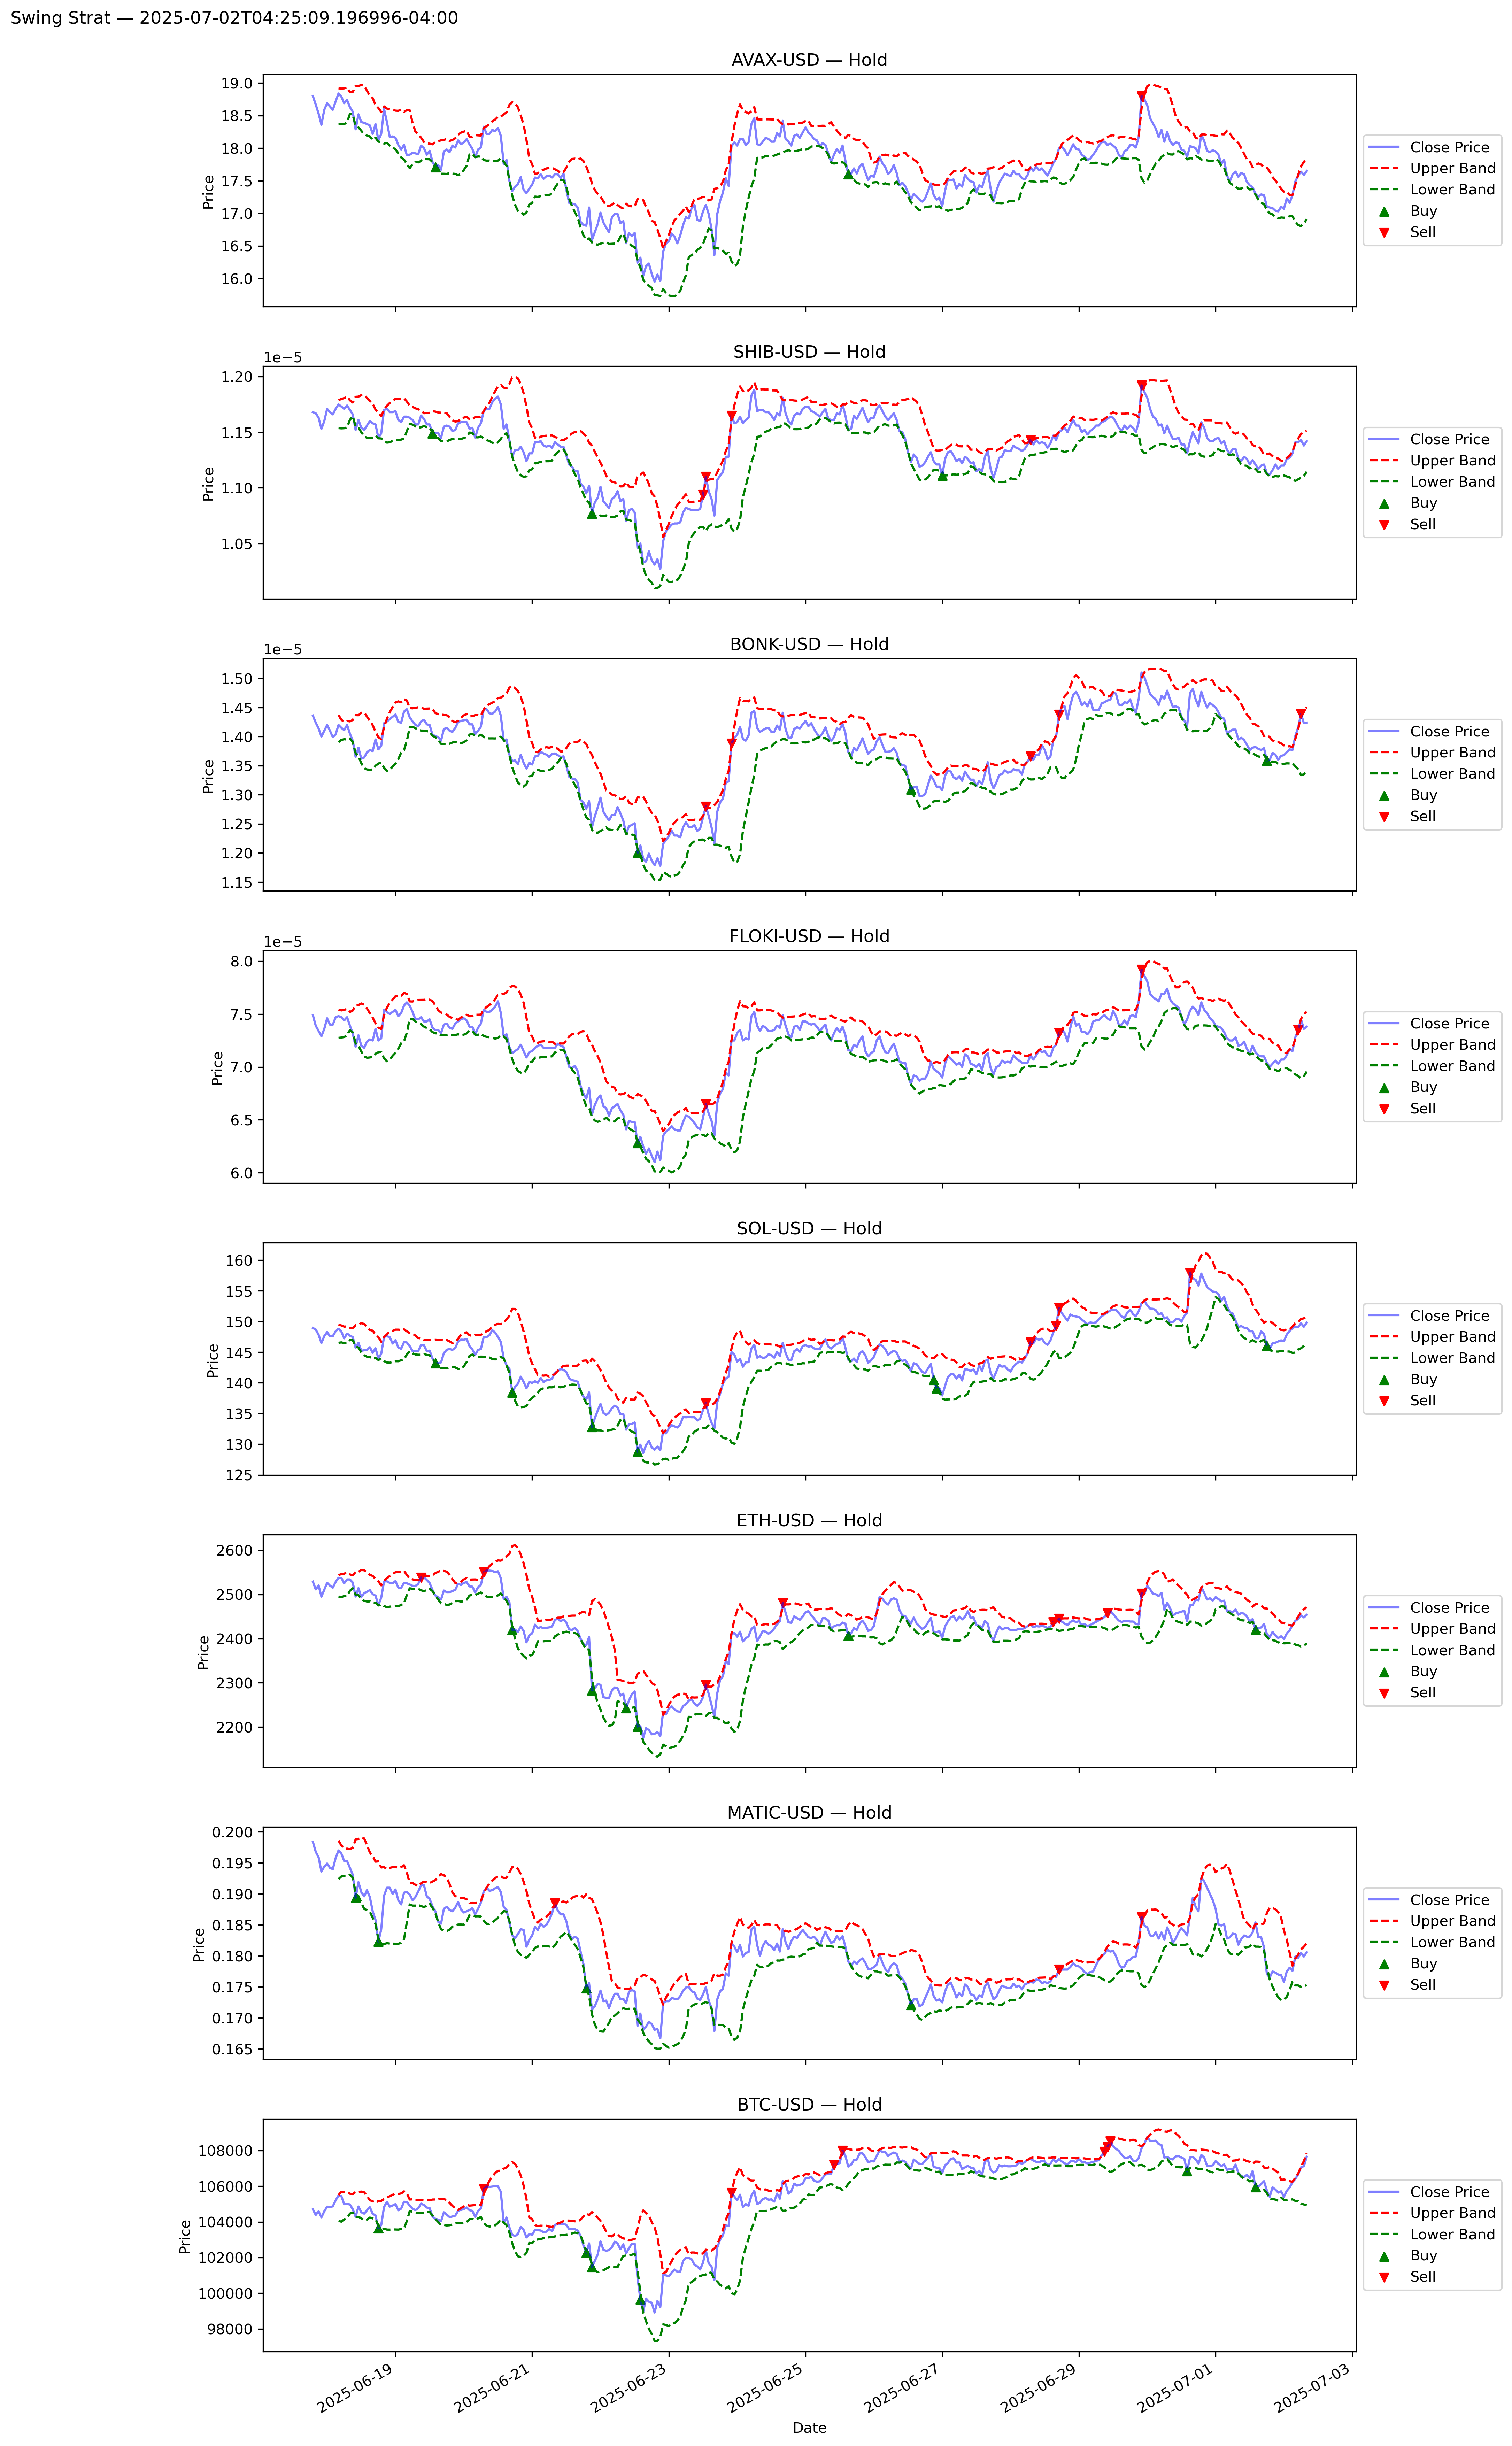 Swing Strat — 2025-07-02T04:25:09.196996-04:00
AVAX-USD — Hold
19.0
18.5
18.0
17.5
17.0
16.5
16.0
Price
Close Price
Upper Band
Lower Band
Buy
Sell
SHIB-USD — Hold
1e−5
1.20
1.15
1.10
1.05
Price
Close Price
Upper Band
Lower Band
Buy
Sell
BONK-USD — Hold
1e−5
1.50
1.45
1.40
1.35
1.30
1.25
1.20
1.15
Price
Close Price
Upper Band
Lower Band
Buy
Sell
FLOKI-USD — Hold
1e−5
8.0
7.5
7.0
6.5
6.0
Price
Close Price
Upper Band
Lower Band
Buy
Sell
SOL-USD — Hold
160
155
150
145
140
135
130
125
Price
Close Price
Upper Band
Lower Band
Buy
Sell
ETH-USD — Hold
2600
2500
2400
2300
2200
Price
Close Price
Upper Band
Lower Band
Buy
Sell
MATIC-USD — Hold
0.200
0.195
0.190
0.185
0.180
0.175
0.170
0.165
Price
Close Price
Upper Band
Lower Band
Buy
Sell
BTC-USD — Hold
108000
106000
104000
102000
100000
98000
Price
Close Price
Upper Band
Lower Band
Buy
Sell
2025-06-19
2025-06-21
2025-06-23
2025-06-25
2025-06-27
2025-06-29
2025-07-01
2025-07-03
Date